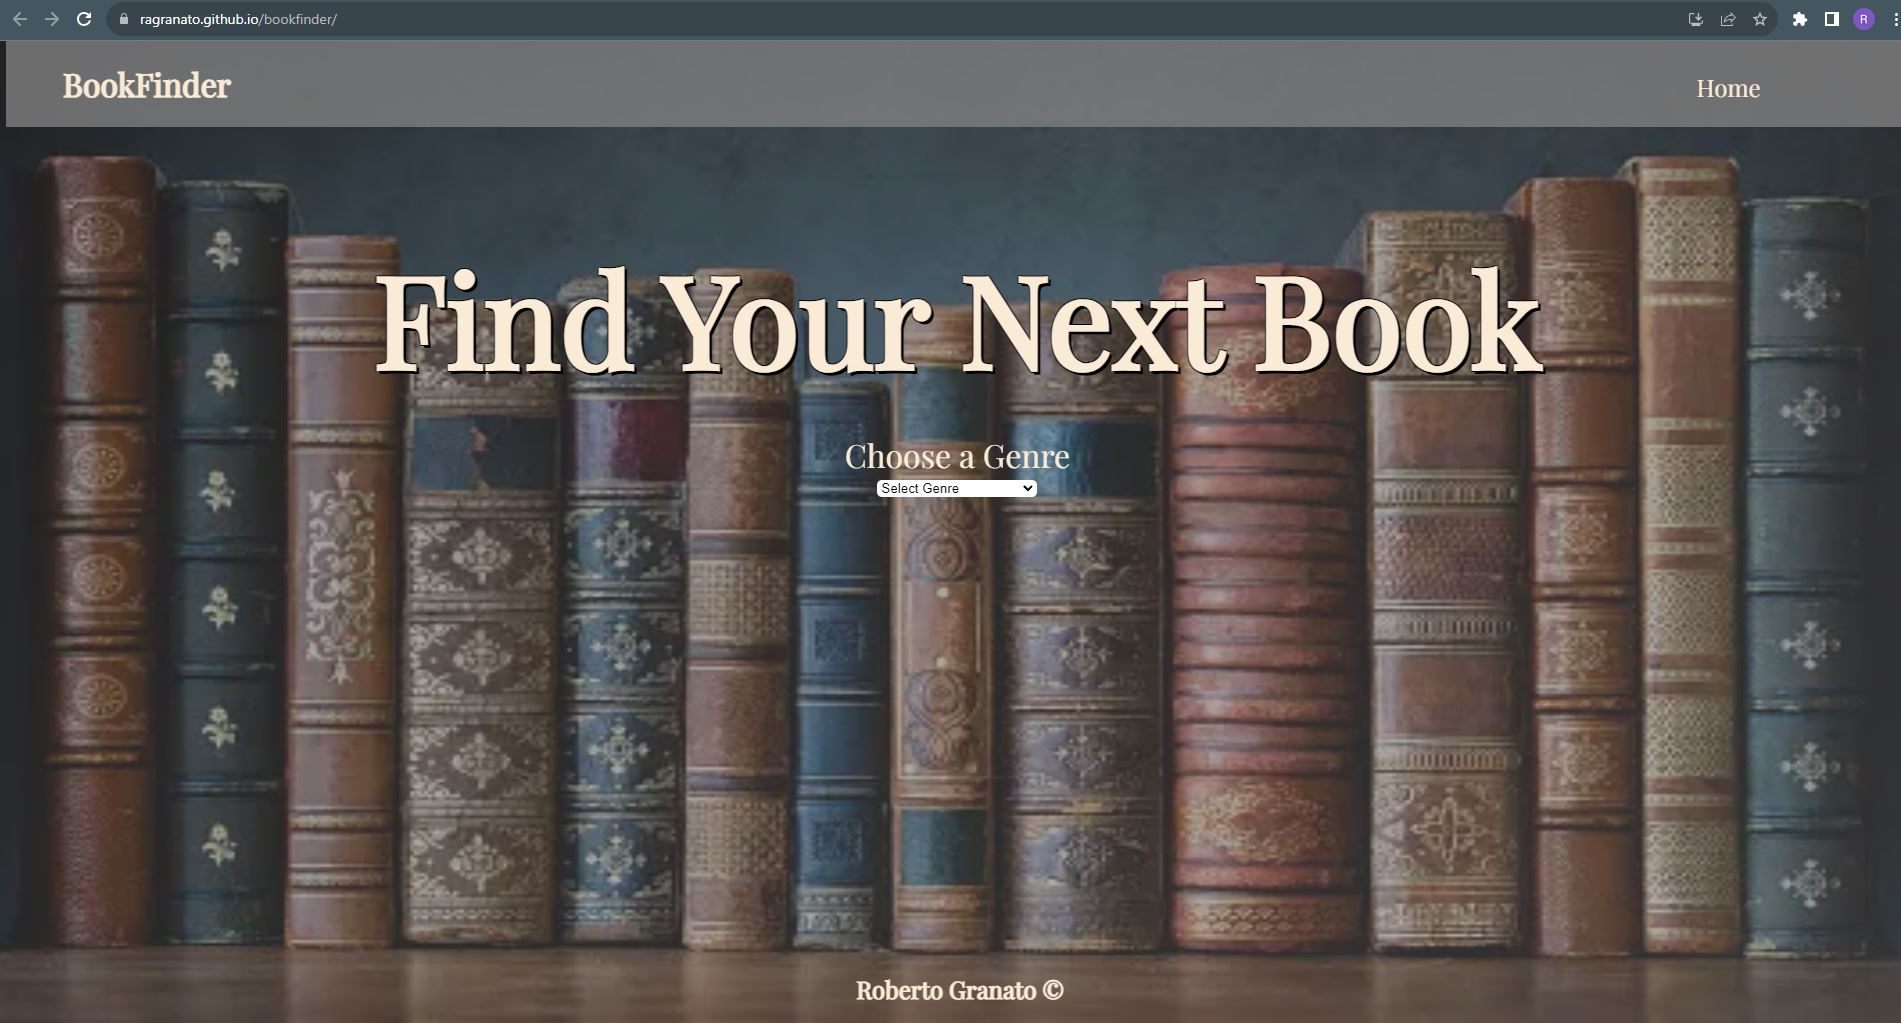 ragranato.github.io/bookfinder/
R
BookFinder
Home
Find Your Next Book
Choose a Genre
Select Genre
Roberto Granato ©